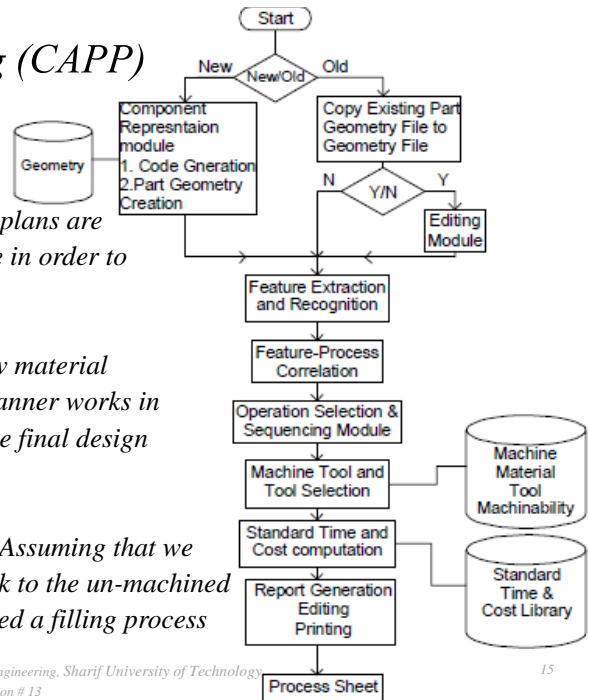 g (CAPP)
plans are
e in order to
w material
anner works in
e final design
Assuming that we
k to the un-machined
ed a filling process
Start
New
New/Old
Old
Component
Represntaion
module
1. Code Gneration
2.Part Geometry
Creation
Geometry
Copy Existing Part
Geometry File to
Geometry File
N
Y/N
Y
Editing
Module
Feature Extraction
and Recognition
Feature-Process
Correlation
Operation Selection &
Sequencing Module
Machine Tool and
Tool Selection
Machine
Material
Tool
Machinability
Standard Time and
Cost computation
Standard
Time &
Cost Library
Report Generation
Editing
Printing
Process Sheet
ngineering, Sharif University of Technology
on # 13
15